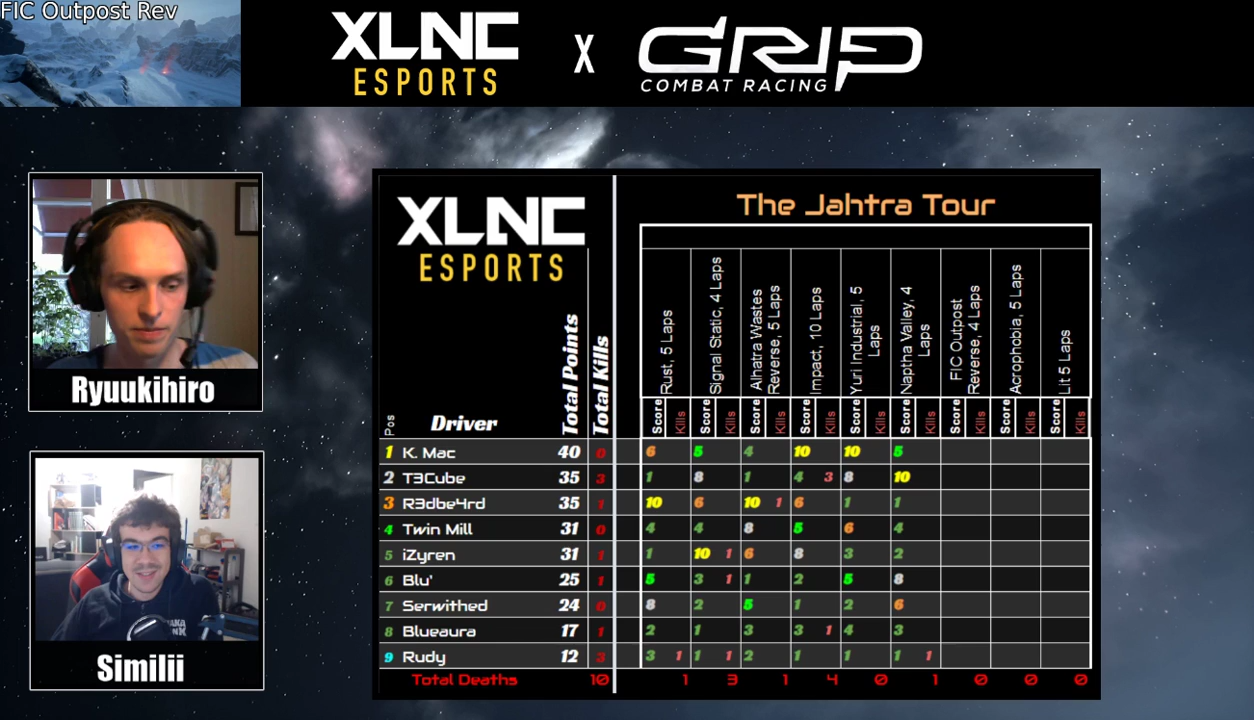 FIC Outpost Rev
XLNC
ESPORTS
X
GRIP
COMBAT RACING
Ryuukihiro
Similii
XLNC
ESPORTS
The Jahtra Tour
Pos Driver Total Points Total Kills
Rust, 5 Laps
Signal Static, 4 Laps
Alhatra Wastes
Reverse, 5 Laps
Impact, 10 Laps
Yuri Industrial, 5
Laps
Naptha Valley, 4
Laps
FIC Outpost
Reverse, 4 Laps
Acrophobia, 5 Laps
Lit 5 Laps
Score Kills Score Kills Score Kills Score Kills Score Kills Score Kills Score Kills Score Kills Score Kills
1 K. Mac 40 0 6 5 4 10 10 5
2 T3Cube 35 3 1 8 1 4 3 8 10
3 R3dbe4rd 35 1 10 6 10 1 6 1 1
4 Twin Mill 31 0 4 4 8 5 6 4
5 iZyren 31 1 1 10 1 6 8 3 2
6 Blu' 25 1 5 3 1 1 2 5 8
7 Serwithed 24 0 8 2 5 1 2 6
8 Blueaura 17 1 2 1 3 3 1 4 3
9 Rudy 12 3 3 1 1 1 2 1 1 1 1
Total Deaths 10 1 3 1 4 0 1 0 0 0